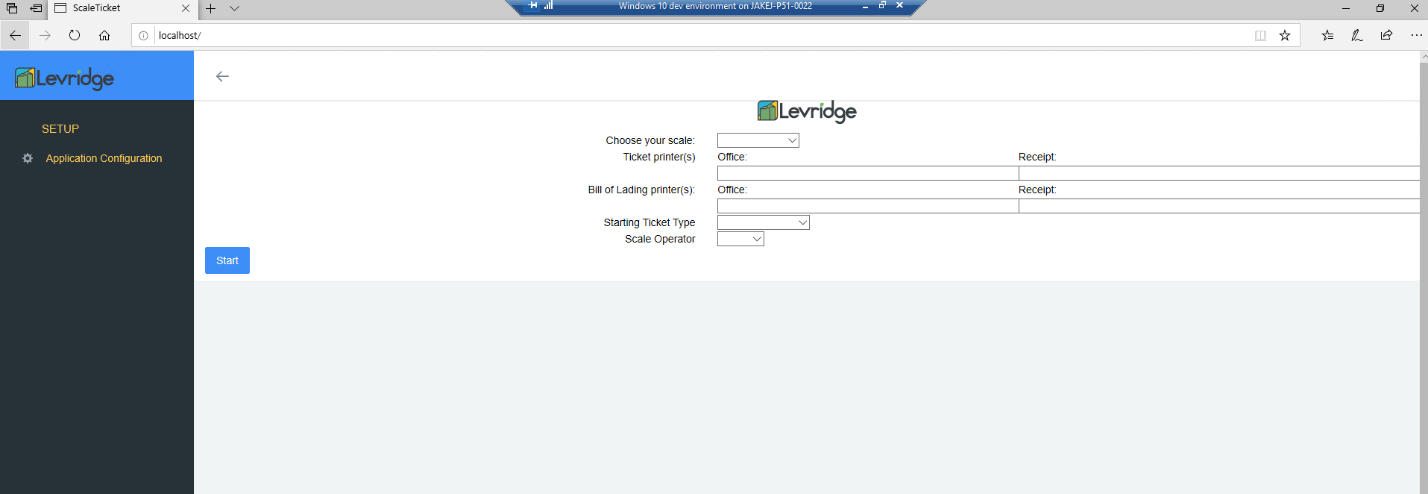 ScaleTicket
Windows 10 dev environment on JAKEJ-P51-0022
localhost/
Levridge
SETUP
Application Configuration
Levridge
Choose your scale:
Ticket printer(s) Office: Receipt:
Bill of Lading printer(s): Office: Receipt:
Starting Ticket Type
Scale Operator
Start